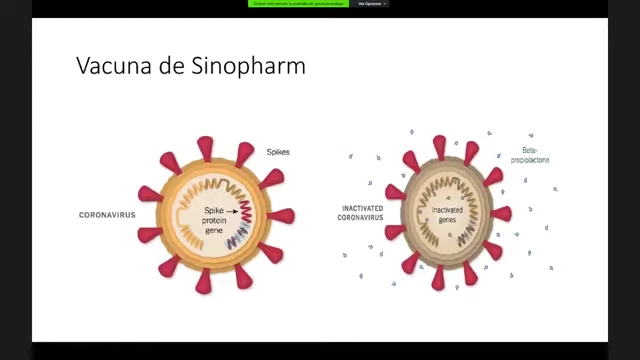 Vacuna de Sinopharm
Spikes
CORONAVIRUS
Spike
protein
gene
Beta-
propiolactone
INACTIVATED
CORONAVIRUS
Inactivated
genes